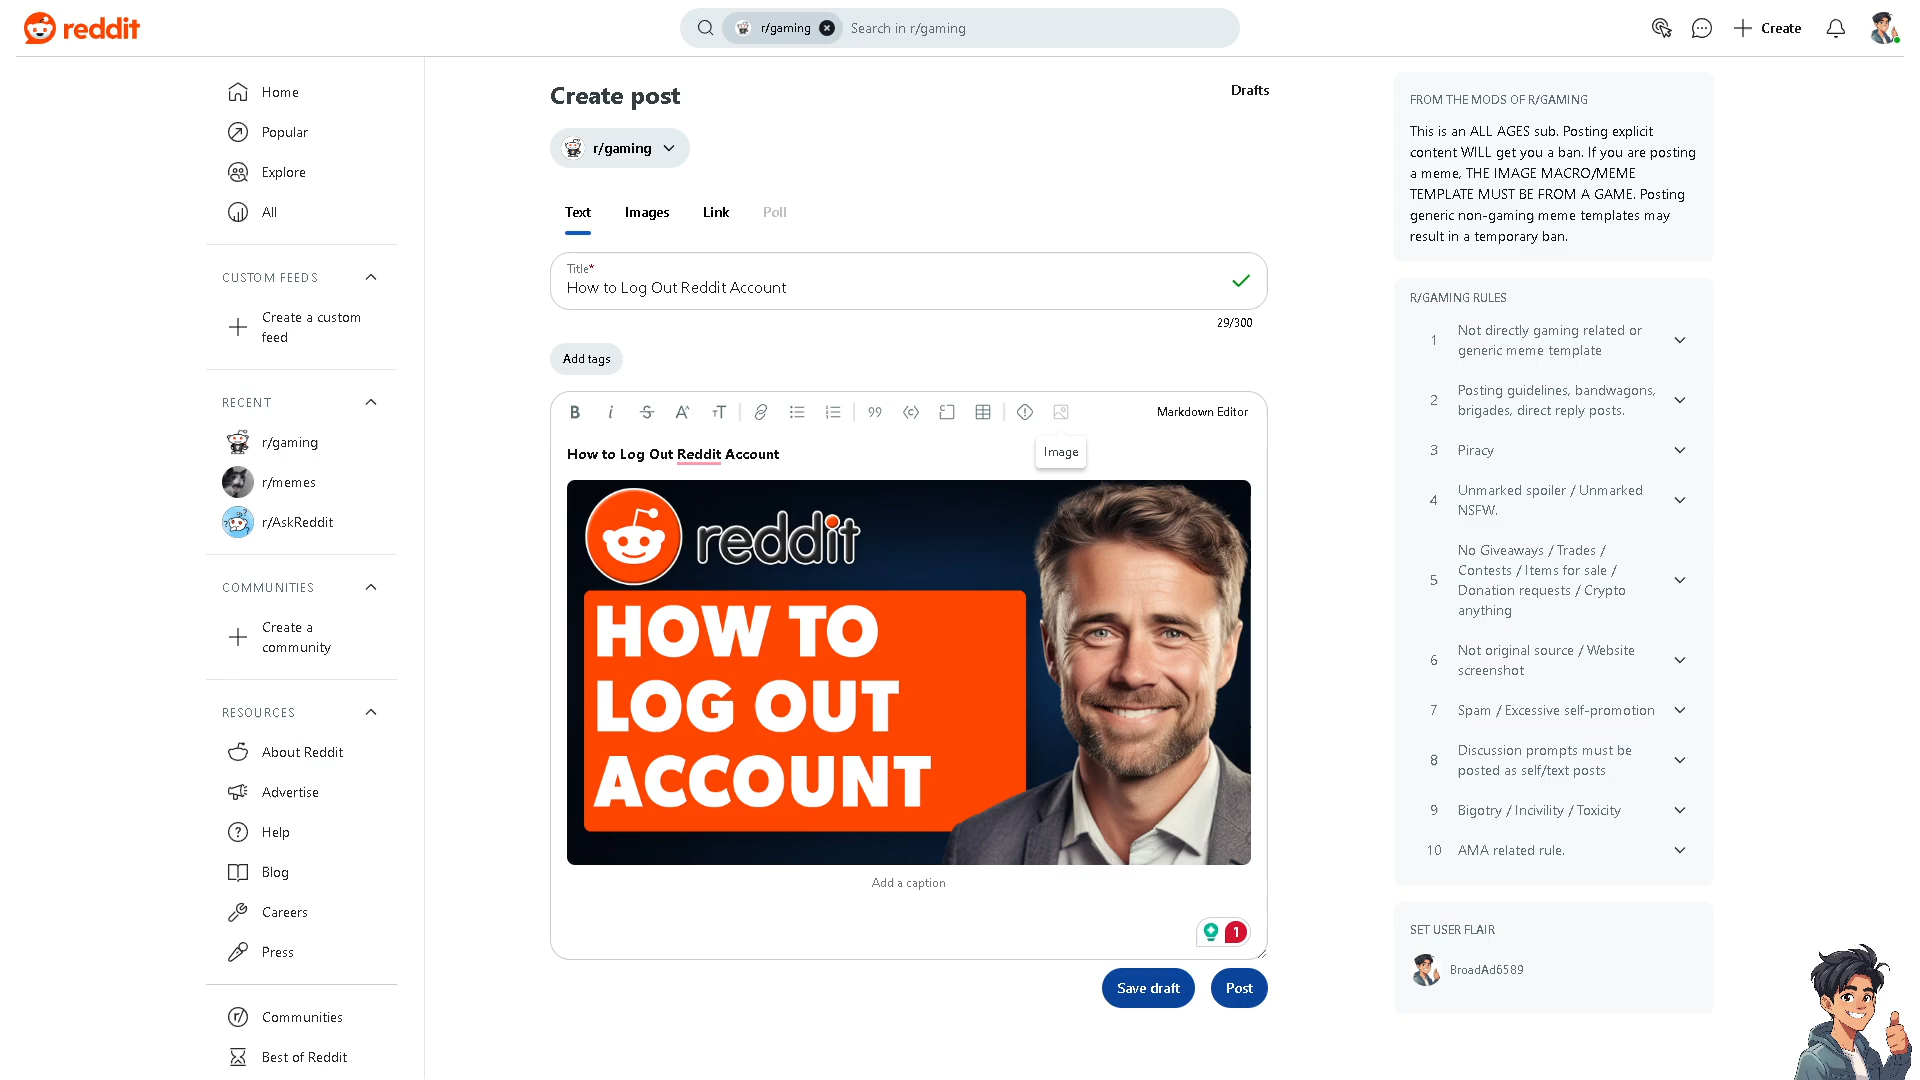 reddit
r/gaming
Search in r/gaming
Create
Home
Popular
Explore
All
CUSTOM FEEDS
Create a custom
feed
RECENT
r/gaming
r/memes
r/AskReddit
COMMUNITIES
Create a
community
RESOURCES
About Reddit
Advertise
Help
Blog
Careers
Press
Communities
Best of Reddit
Create post
Drafts
r/gaming
Text
Images
Link
Poll
Title*
How to Log Out Reddit Account
29/300
Add tags
Markdown Editor
Image
How to Log Out Reddit Account
reddit
HOW TO
LOG OUT
ACCOUNT
Add a caption
1
Save draft
Post
FROM THE MODS OF R/GAMING
This is an ALL AGES sub. Posting explicit
content WILL get you a ban. If you are posting
a meme, THE IMAGE MACRO/MEME
TEMPLATE MUST BE FROM A GAME. Posting
generic non-gaming meme templates may
result in a temporary ban.
R/GAMING RULES
1 Not directly gaming related or
generic meme template
2 Posting guidelines, bandwagons,
brigades, direct reply posts.
3 Piracy
4 Unmarked spoiler / Unmarked
NSFW.
5 No Giveaways / Trades /
Contests / Items for sale /
Donation requests / Crypto
anything
6 Not original source / Website
screenshot
7 Spam / Excessive self-promotion
8 Discussion prompts must be
posted as self/text posts
9 Bigotry / Incivility / Toxicity
10 AMA related rule.
SET USER FLAIR
BroadAd6589